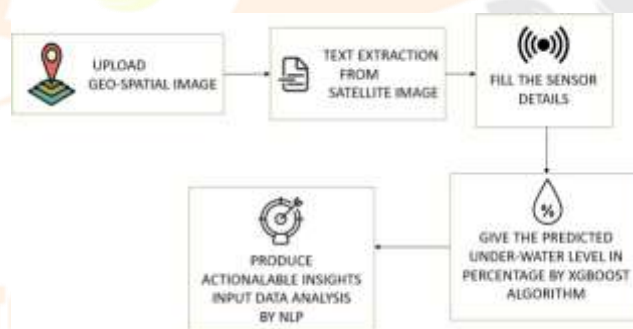 UPLOAD
GEO-SPATIAL IMAGE
TEXT EXTRACTION
FROM
SATELLITE IMAGE
FILL THE SENSOR
DETAILS
%
GIVE THE PREDICTED
UNDER-WATER LEVEL IN
PERCENTAGE BY XGBOOST
ALGORITHM
PRODUCE
ACTIONALABLE INSIGHTS
INPUT DATA ANALYSIS
BY NLP